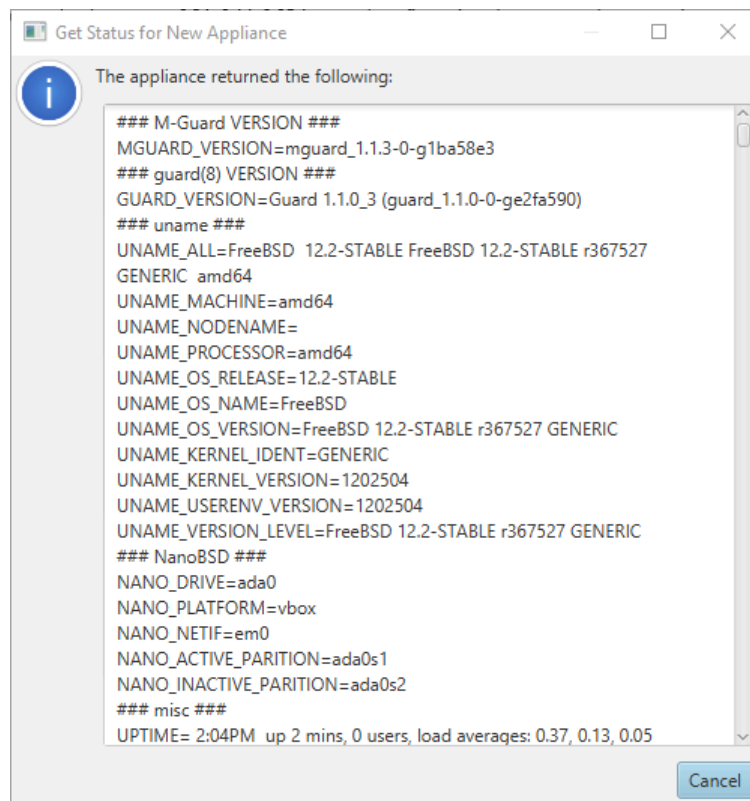 Get Status for New Appliance
The appliance returned the following:
### M-Guard VERSION ###
MGUARD_VERSION=mguard_1.1.3-0-g1ba58e3
### guard(8) VERSION ###
GUARD_VERSION=Guard 1.1.0_3 (guard_1.1.0-0-ge2fa590)
### uname ###
UNAME_ALL=FreeBSD  12.2-STABLE FreeBSD 12.2-STABLE r367527
GENERIC  amd64
UNAME_MACHINE=amd64
UNAME_NODENAME=
UNAME_PROCESSOR=amd64
UNAME_OS_RELEASE=12.2-STABLE
UNAME_OS_NAME=FreeBSD
UNAME_OS_VERSION=FreeBSD 12.2-STABLE r367527 GENERIC
UNAME_KERNEL_IDENT=GENERIC
UNAME_KERNEL_VERSION=1202504
UNAME_USERENV_VERSION=1202504
UNAME_VERSION_LEVEL=FreeBSD 12.2-STABLE r367527 GENERIC
### NanoBSD ###
NANO_DRIVE=ada0
NANO_PLATFORM=vbox
NANO_NETIF=em0
NANO_ACTIVE_PARITION=ada0s1
NANO_INACTIVE_PARITION=ada0s2
### misc ###
UPTIME= 2:04PM  up 2 mins, 0 users, load averages: 0.37, 0.13, 0.05
Cancel